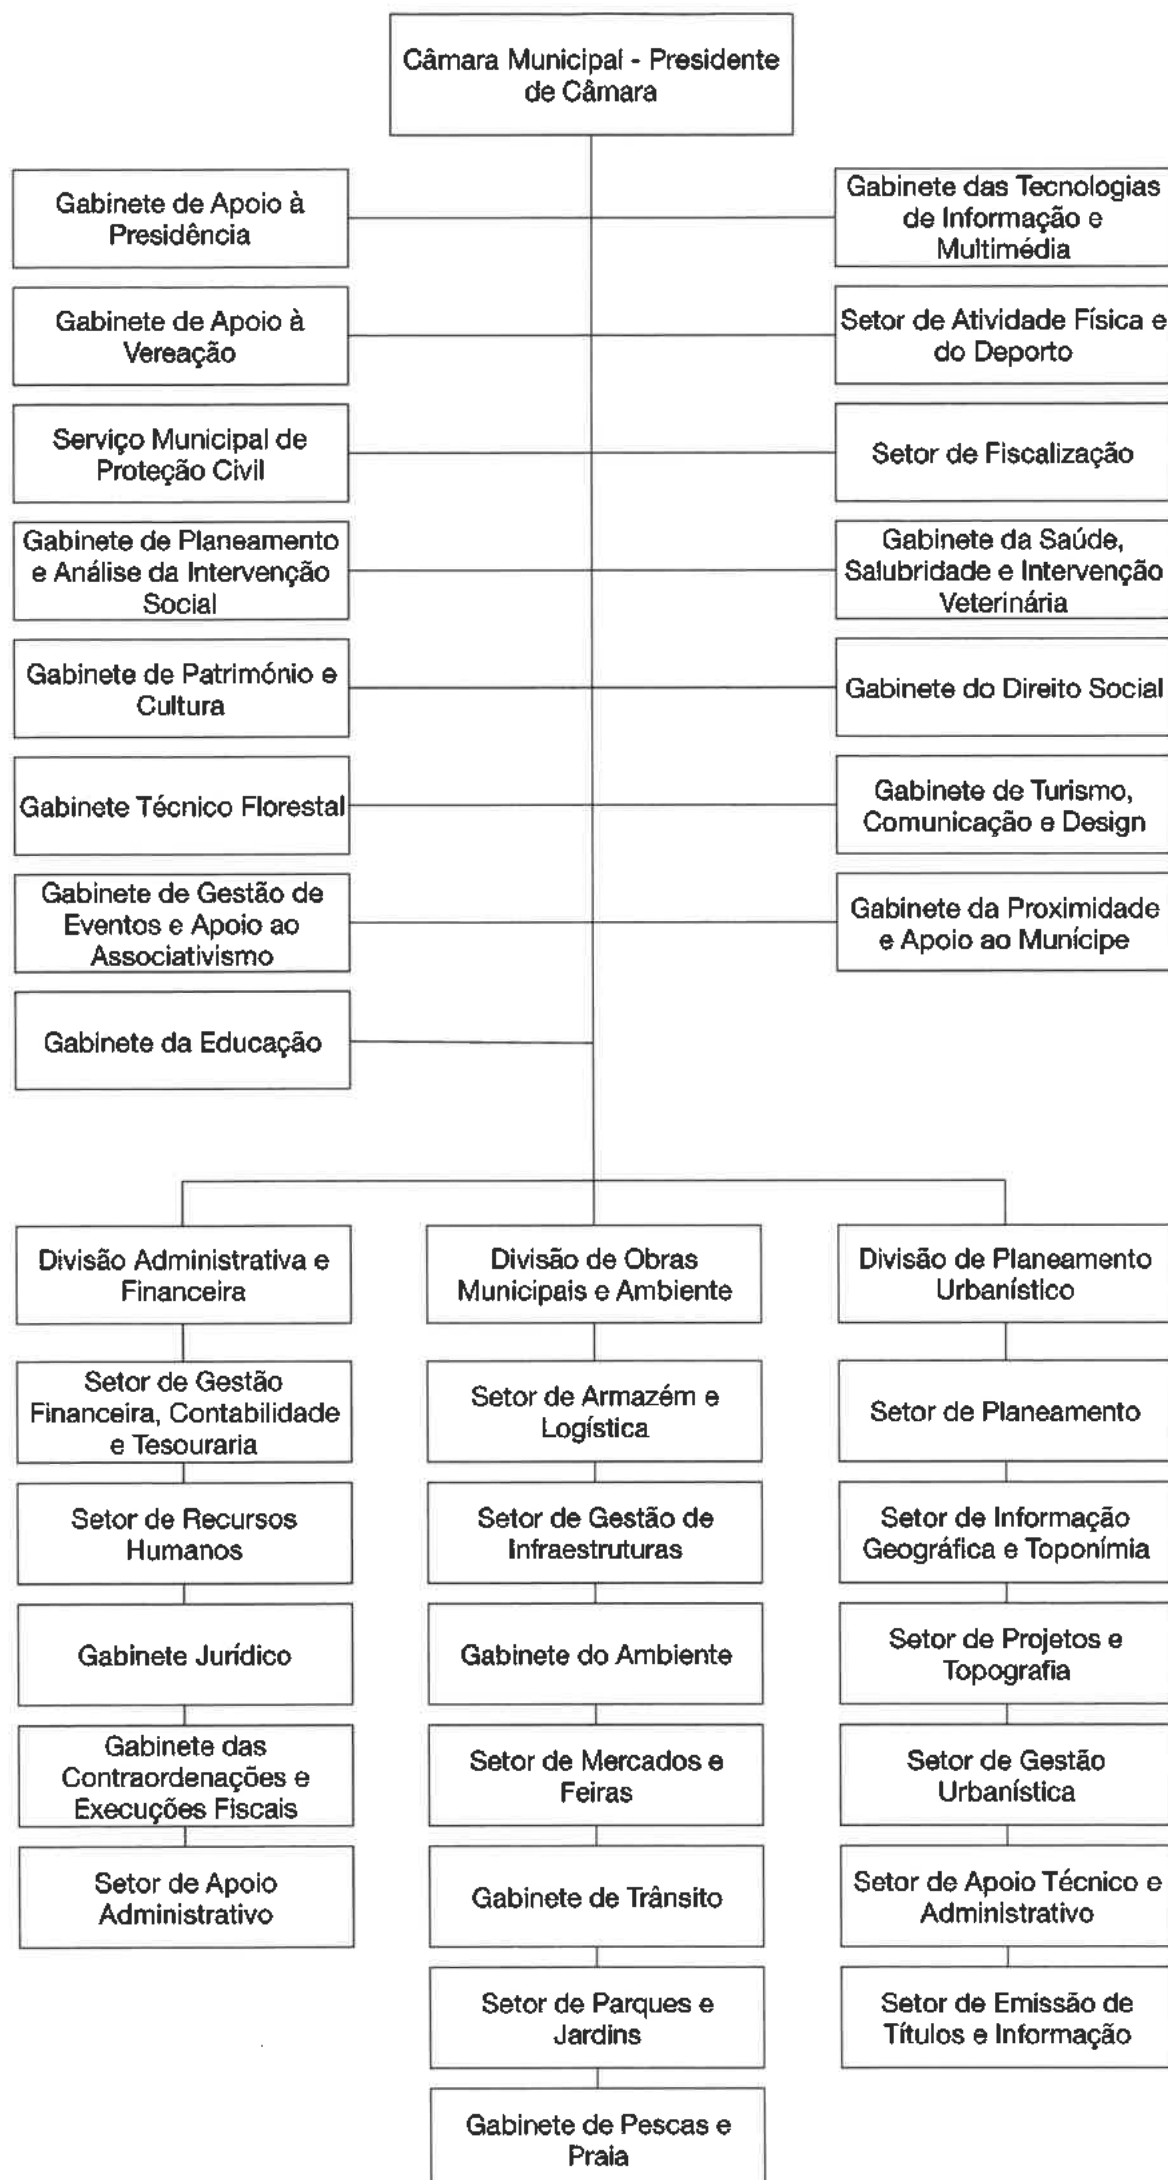 Câmara Municipal - Presidente
de Câmara
Gabinete de Apoio à
Presidência
Gabinete das Tecnologias
de Informação e
Multimédia
Gabinete de Apoio à
Vereação
Setor de Atividade Física e
do Deporto
Serviço Municipal de
Proteção Civil
Setor de Fiscalização
Gabinete de Planeamento
e Análise da Intervenção
Social
Gabinete da Saúde,
Salubridade e Intervenção
Veterinária
Gabinete de Património e
Cultura
Gabinete do Direito Social
Gabinete Técnico Florestal
Gabinete de Turismo,
Comunicação e Design
Gabinete de Gestão de
Eventos e Apoio ao
Associativismo
Gabinete da Proximidade
e Apoio ao Munícipe
Gabinete da Educação
Divisão Administrativa e
Financeira
Setor de Gestão
Financeira, Contabilidade
e Tesouraria
Setor de Recursos
Humanos
Gabinete Jurídico
Gabinete das
Contraordenações e
Execuções Fiscais
Setor de Apoio
Administrativo
Divisão de Obras
Municipais e Ambiente
Setor de Armazém e
Logística
Setor de Gestão de
Infraestruturas
Gabinete do Ambiente
Setor de Mercados e
Feiras
Gabinete de Trânsito
Setor de Parques e
Jardins
Gabinete de Pescas e
Praia
Divisão de Planeamento
Urbanístico
Setor de Planeamento
Setor de Informação
Geográfica e Toponímia
Setor de Projetos e
Topografia
Setor de Gestão
Urbanística
Setor de Apoio Técnico e
Administrativo
Setor de Emissão de
Títulos e Informação